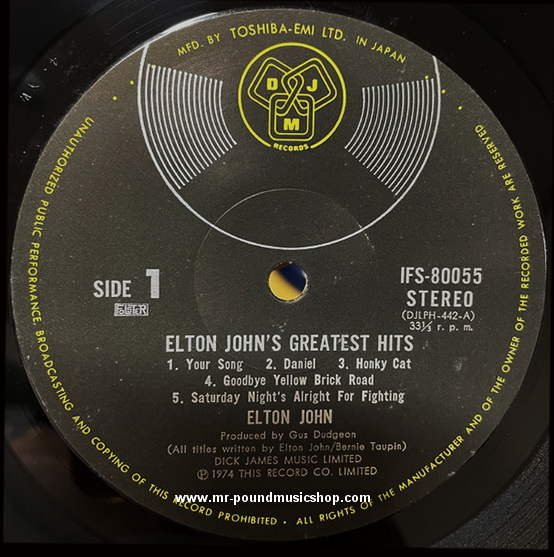 MFD. BY TOSHIBA-EMI LTD. IN JAPAN
D J M
RECORDS
UNAUTHORIZED PUBLIC PERFORMANCE, BROADCASTING AND COPYING OF THIS RECORD PROHIBITED • ALL RIGHTS OF THE MANUFACTURER AND OF THE OWNER OF THE RECORDED WORK ARE RESERVED
SIDE 1
IFS-80055
STEREO
(DJLPH-442-A)
33⅓ r. p. m.
ELTON JOHN'S GREATEST HITS
1. Your Song 2. Daniel 3. Honky Cat
4. Goodbye Yellow Brick Road
5. Saturday Night's Alright For Fighting
ELTON JOHN
Produced by Gus Dudgeon
(All titles written by Elton John/Bernie Taupin)
DICK JAMES MUSIC LIMITED
℗ 1974 THIS RECORD CO. LIMITED
www.mr-poundmusicshop.com